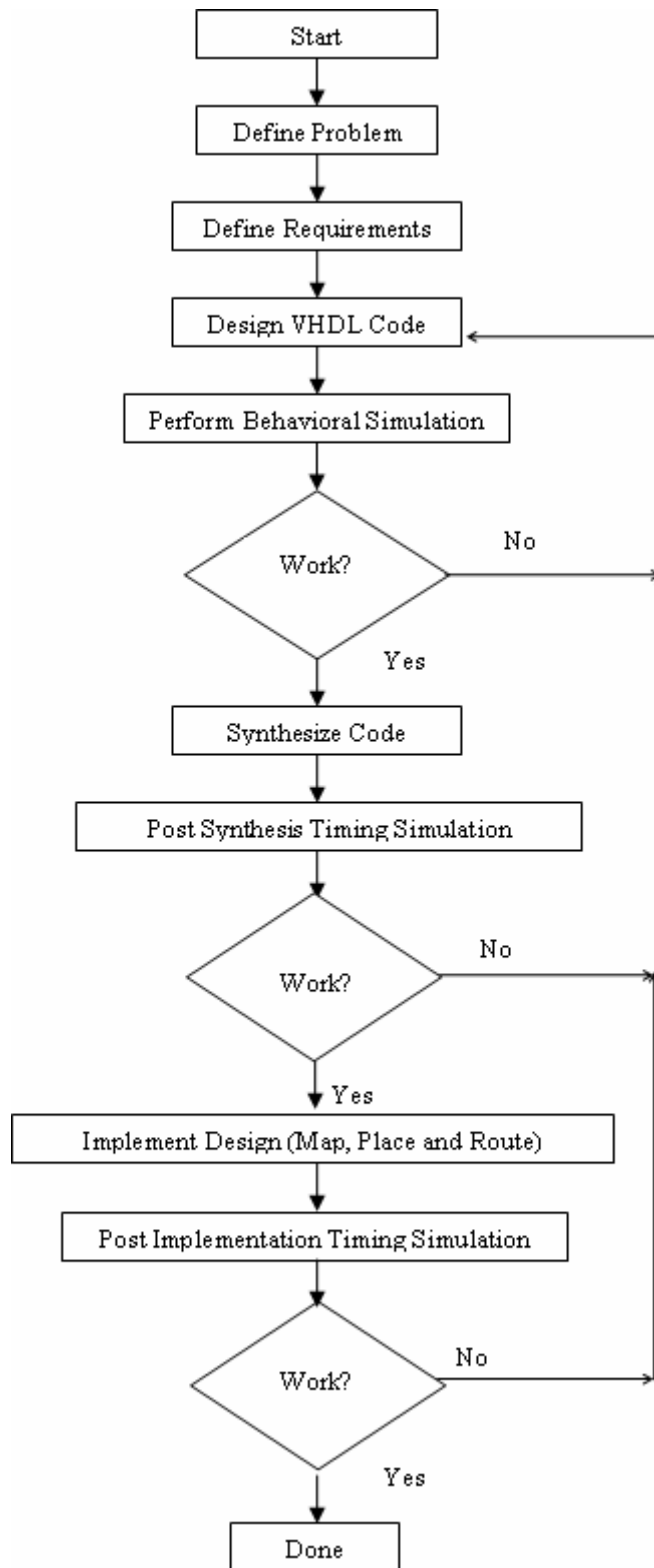 Start
Define Problem
Define Requirements
Design VHDL Code
Perform Behavioral Simulation
Work?
No
Yes
Synthesize Code
Post Synthesis Timing Simulation
Work?
No
Yes
Implement Design (Map, Place and Route)
Post Implementation Timing Simulation
Work?
No
Yes
Done